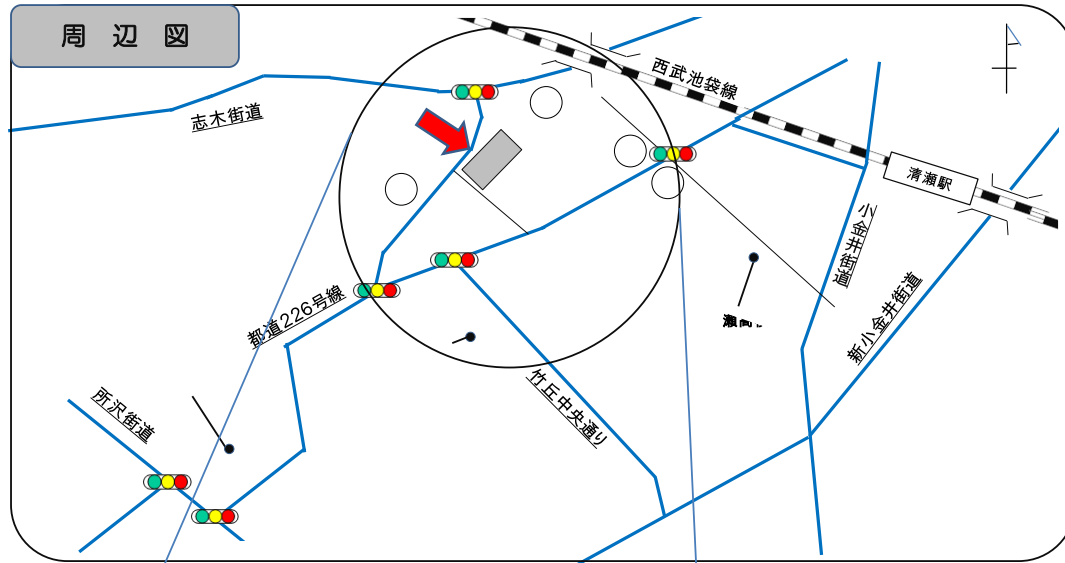 周辺図
西武池袋線
志木街道
清瀬駅
小金井街道
都道226号線
新小金井街道
竹丘中央通り
所沢街道